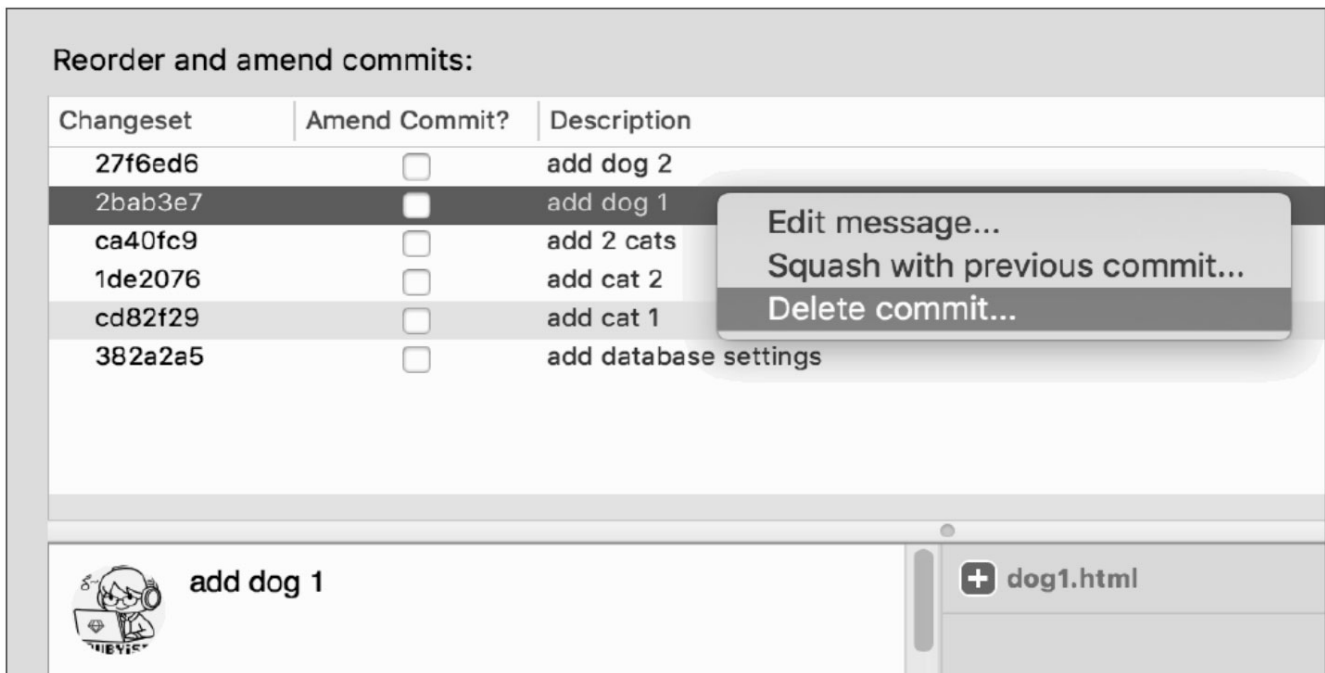 Reorder and amend commits:
Changeset Amend Commit? Description
27f6ed6 add dog 2
2bab3e7 add dog 1
ca40fc9 add 2 cats
1de2076 add cat 2
cd82f29 add cat 1
382a2a5 add database settings
Edit message...
Squash with previous commit...
Delete commit...
add dog 1
dog1.html
RUBYiST